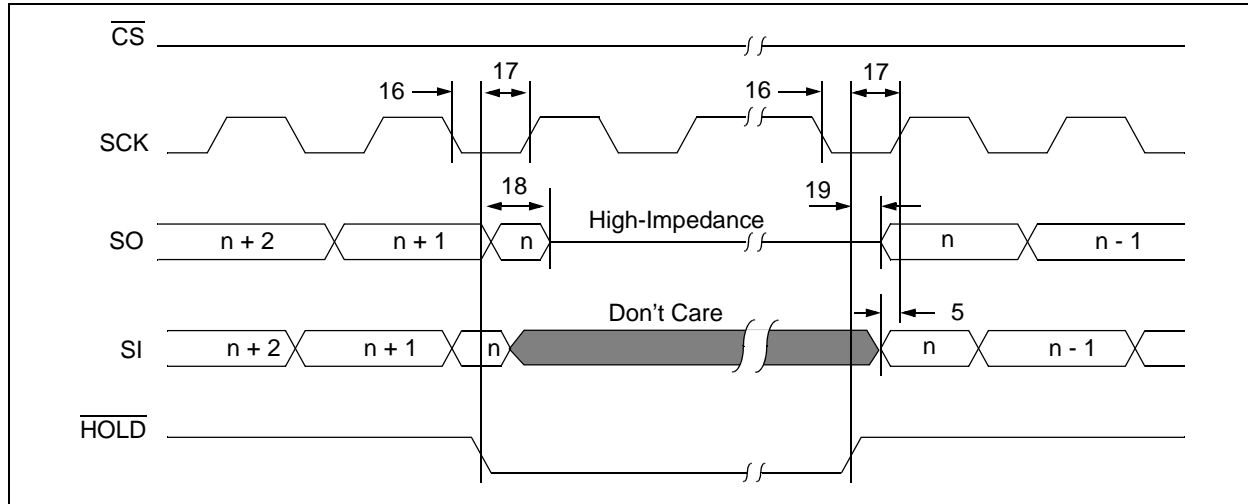 CS
17
17
16
16
SCK
18
19
High-Impedance
SO
n + 2
n + 1
n
n
n - 1
Don't Care
5
SI
n + 2
n + 1
n
n
n - 1
HOLD